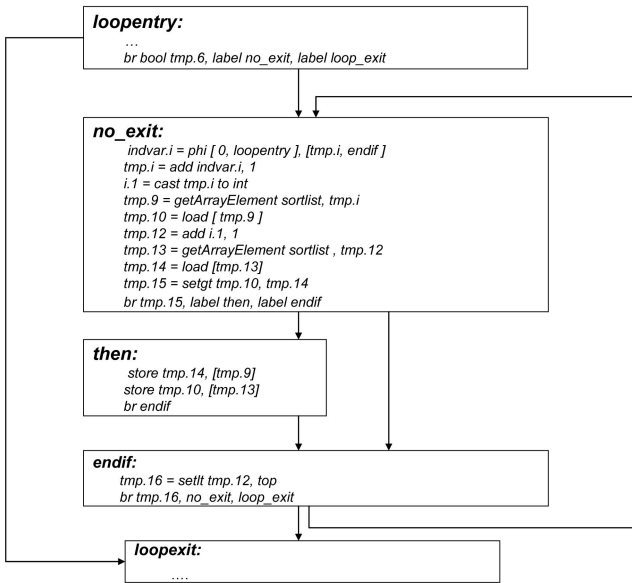 loopentry:
...
br bool tmp.6, label no_exit, label loop_exit
no_exit:
indvar.i = phi [ 0, loopentry ], [tmp.i, endif ]
tmp.i = add indvar.i, 1
i.1 = cast tmp.i to int
tmp.9 = getArrayElement sortlist, tmp.i
tmp.10 = load [ tmp.9 ]
tmp.12 = add i.1, 1
tmp.13 = getArrayElement sortlist , tmp.12
tmp.14 = load [tmp.13]
tmp.15 = setgt tmp.10, tmp.14
br tmp.15, label then, label endif
then:
store tmp.14, [tmp.9]
store tmp.10, [tmp.13]
br endif
endif:
tmp.16 = setlt tmp.12, top
br tmp.16, no_exit, loop_exit
loopexit:
....